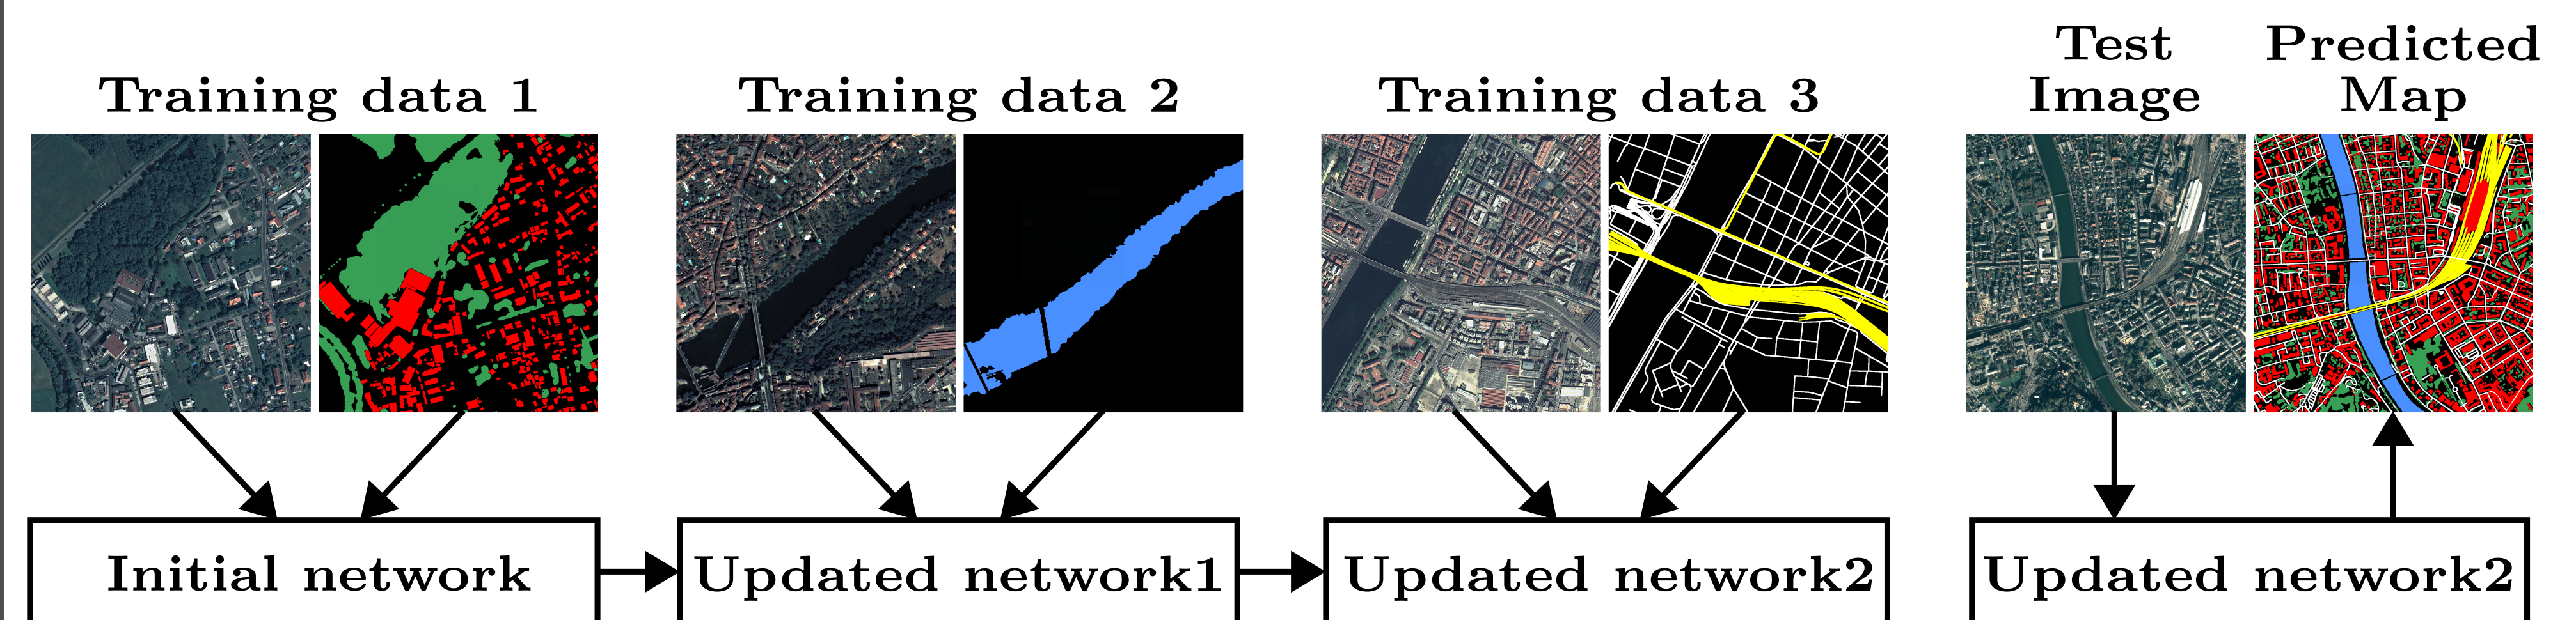 Training data 1
Training data 2
Training data 3
Test
Image
Predicted
Map
Initial network
Updated network1
Updated network2
Updated network2